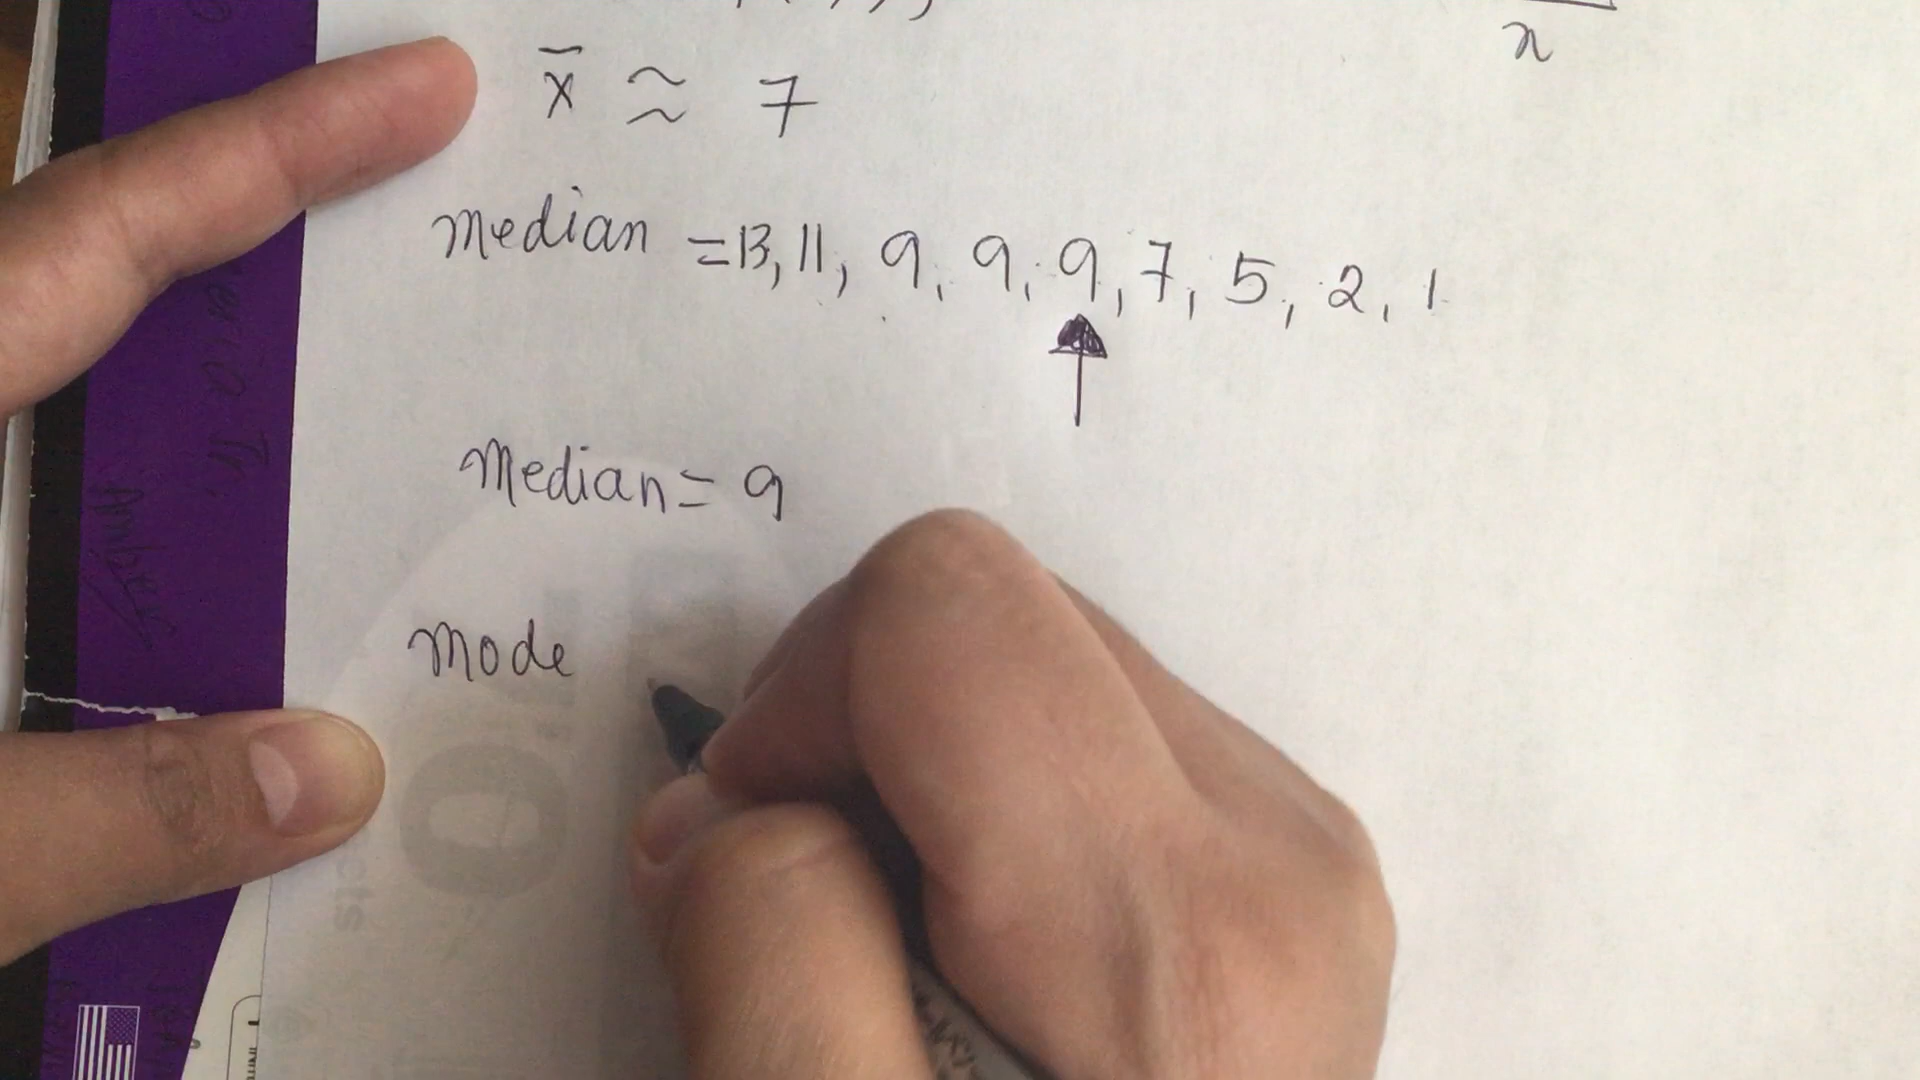 n
x̄ ≈ 7
median = 13, 11, 9, 9, 9, 7, 5, 2, 1
Median = 9
Mode